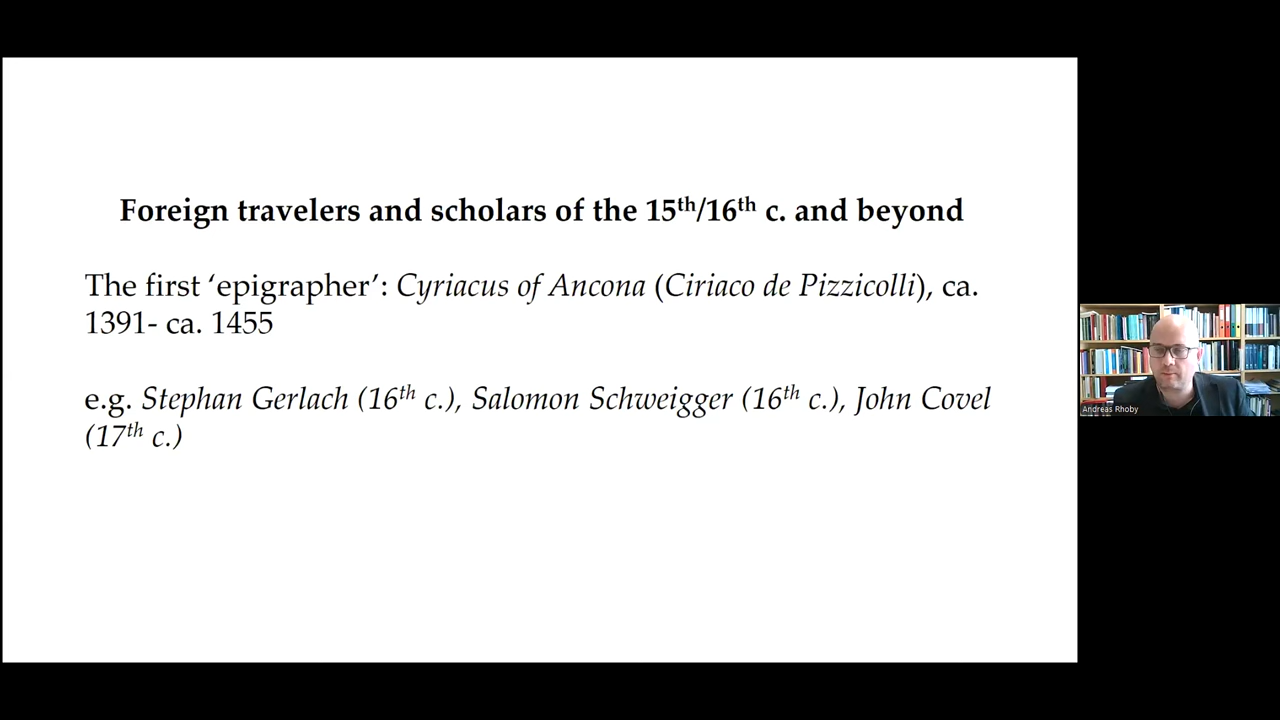 Foreign travelers and scholars of the 15th/16th c. and beyond
The first ‘epigrapher’: Cyriacus of Ancona (Ciriaco de Pizzicolli), ca.
1391- ca. 1455
e.g. Stephan Gerlach (16th c.), Salomon Schweigger (16th c.), John Covel
(17th c.)
Andreas Rhoby